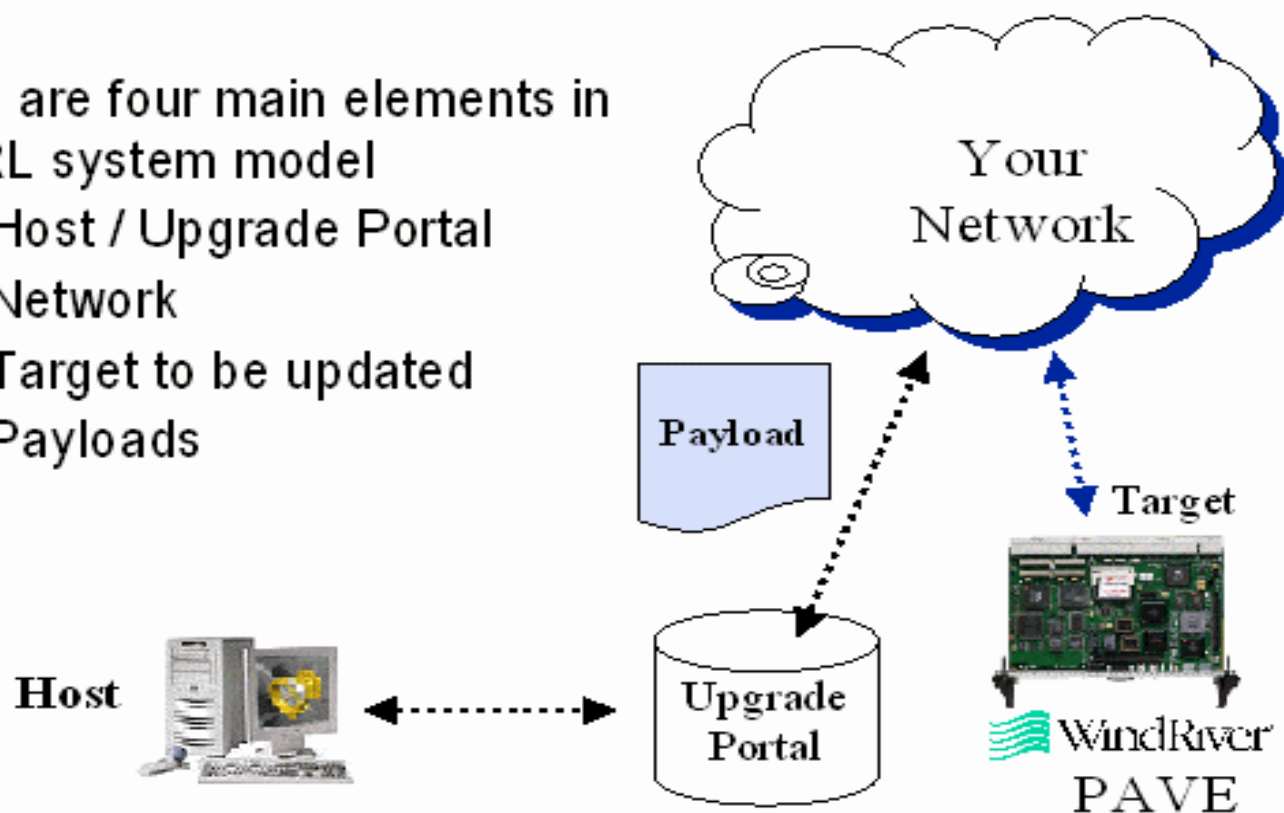 are four main elements in
RL system model
Host / Upgrade Portal
Network
Target to be updated
Payloads
Your
Network
Payload
Target
Host
Upgrade
Portal
WindRiver
PAVE